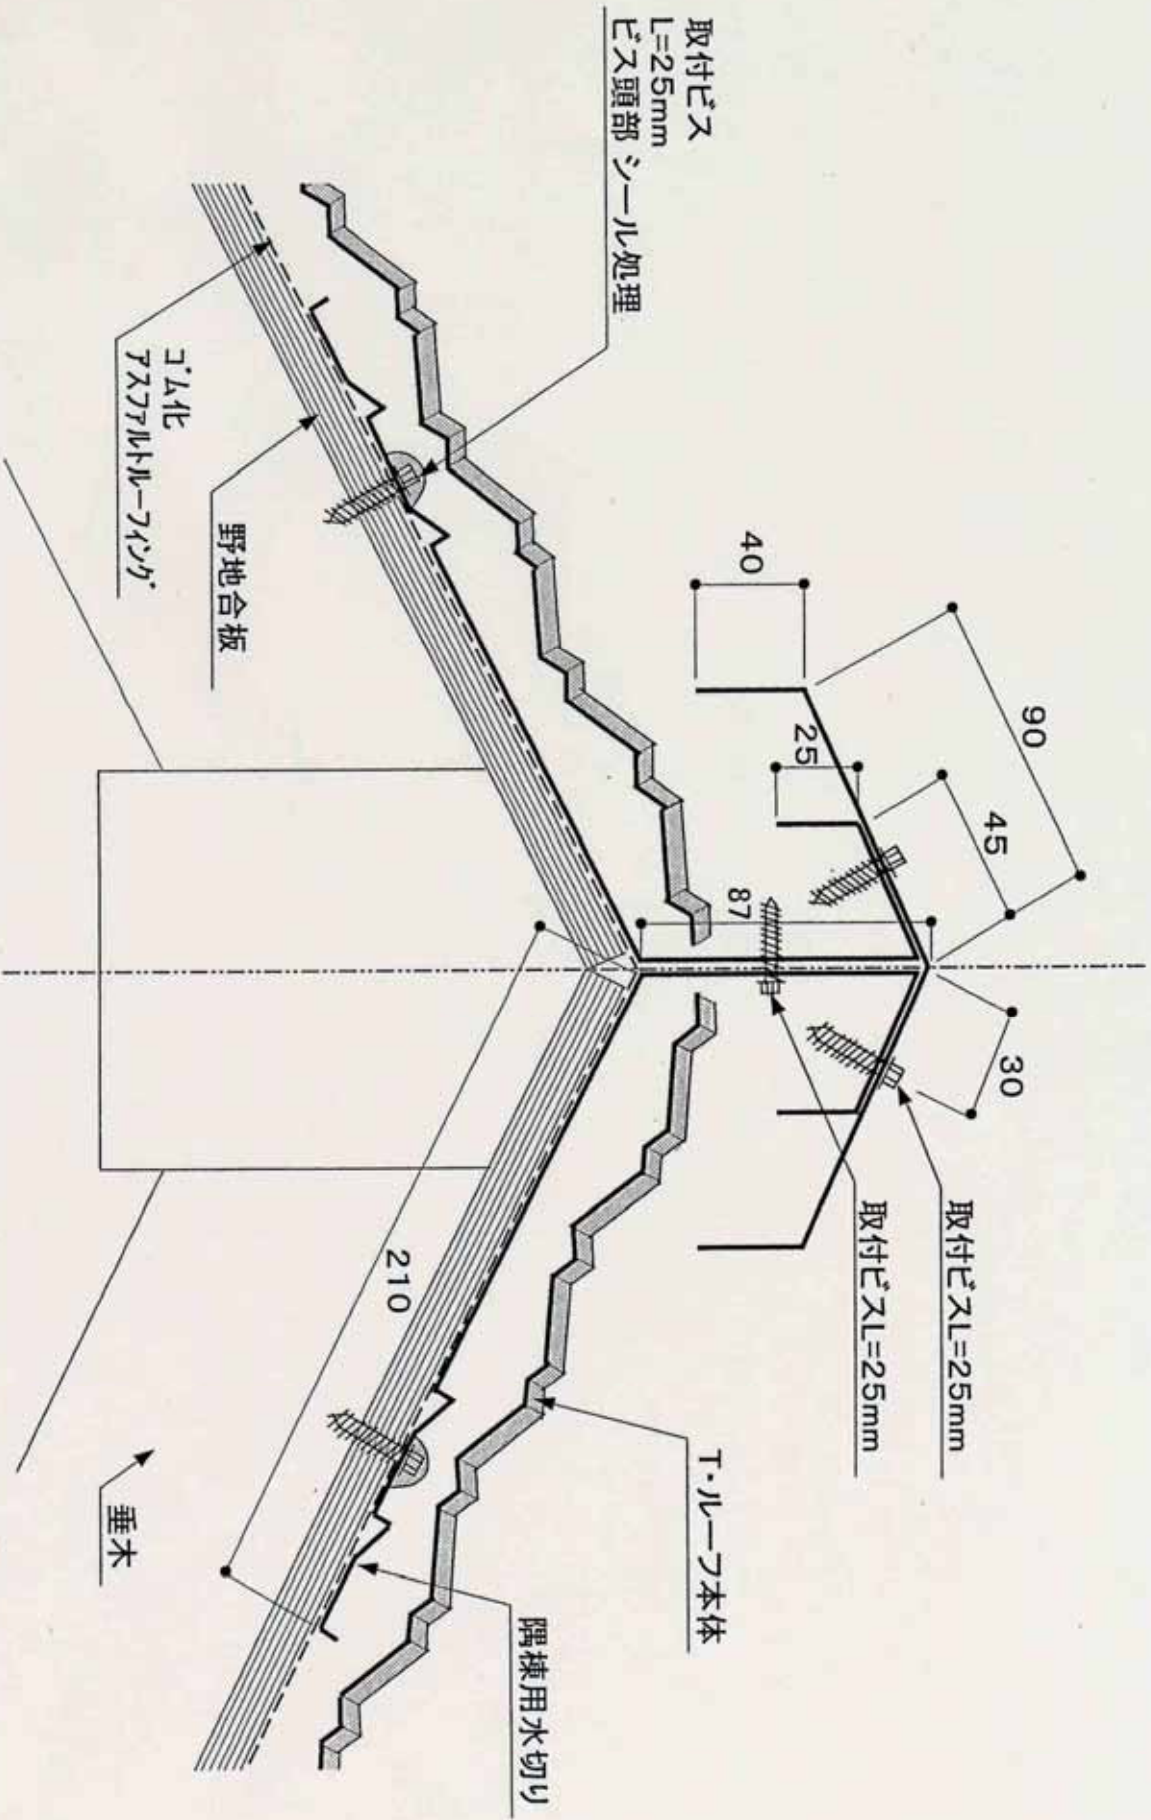 取付ビス
L=25mm
ビス頭部 シール処理
ゴム化
アスファルトルーフィング
野地合板
40
90
25
45
87
30
取付ビスL=25mm
取付ビスL=25mm
210
T・ルーフ本体
垂木
隅棟用水切り